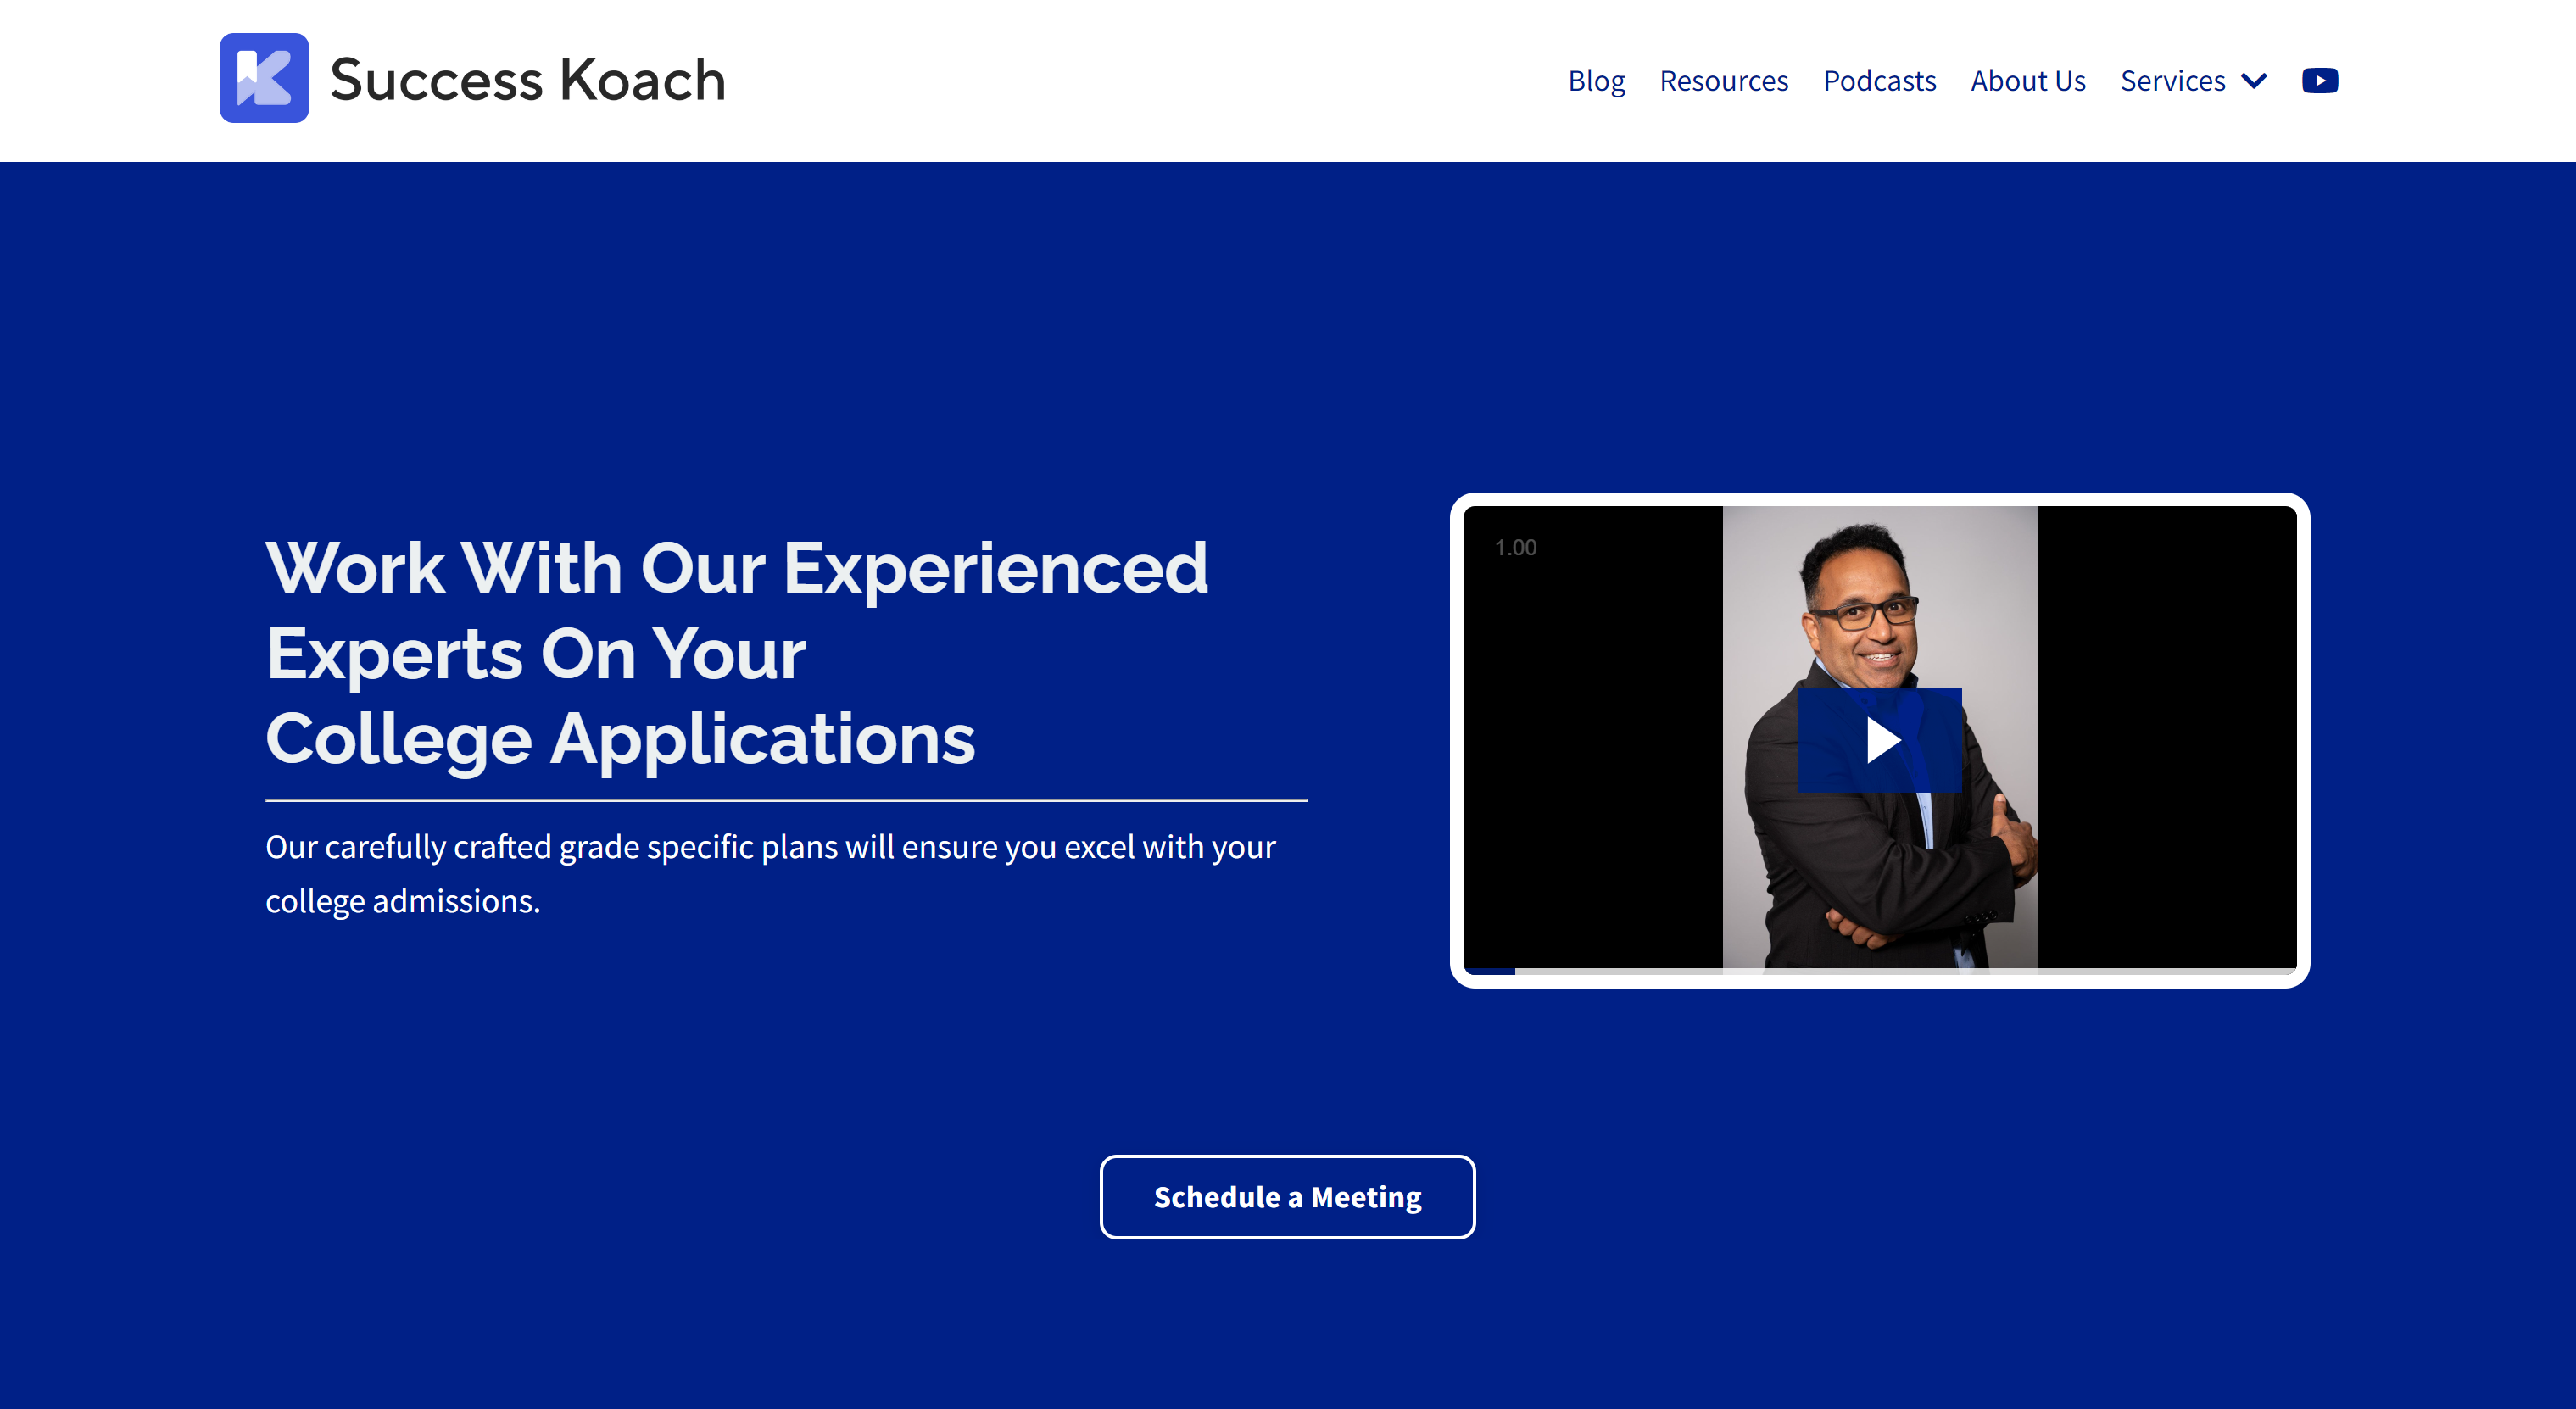 Success Koach
Blog
Resources
Podcasts
About Us
Services
Work With Our Experienced
Experts On Your
College Applications
Our carefully crafted grade specific plans will ensure you excel with your
college admissions.
1.00
Schedule a Meeting